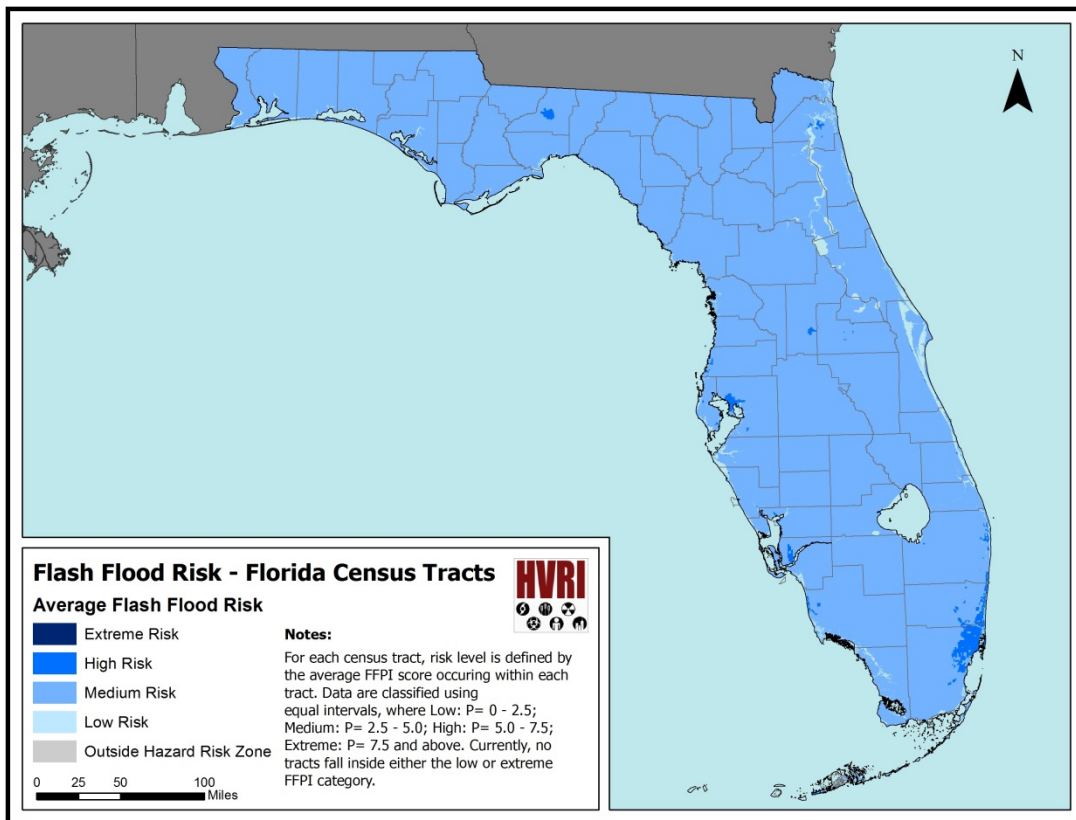 N
Flash Flood Risk - Florida Census Tracts
HVRI
Average Flash Flood Risk
Extreme Risk
High Risk
Medium Risk
Low Risk
Outside Hazard Risk Zone
0 25 50 100
Miles
Notes:
For each census tract, risk level is defined by
the average FFPI score occuring within each
tract. Data are classified using
equal intervals, where Low: P= 0 - 2.5;
Medium: P= 2.5 - 5.0; High: P= 5.0 - 7.5;
Extreme: P= 7.5 and above. Currently, no
tracts fall inside either the low or extreme
FFPI category.